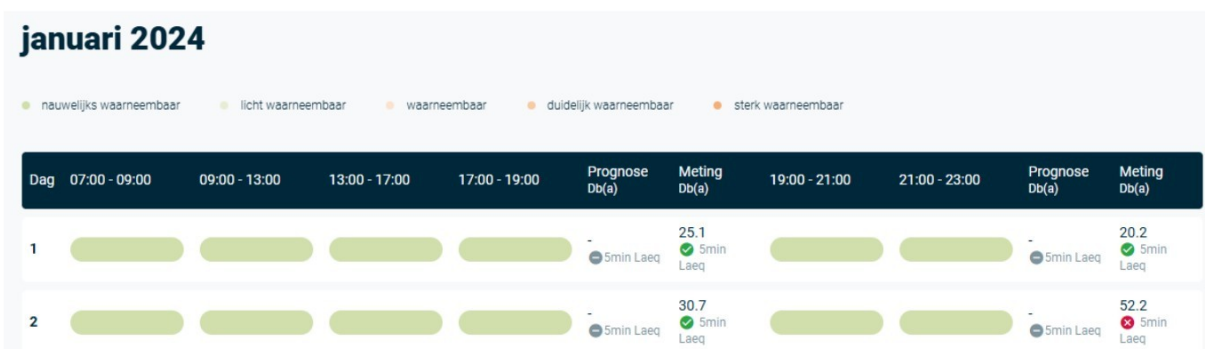 januari 2024
nauwelijks waarneembaar licht waarneembaar waarneembaar duidelijk waarneembaar sterk waarneembaar
Dag 07:00 - 09:00 09:00 - 13:00 13:00 - 17:00 17:00 - 19:00 Prognose Db(a) Meting Db(a) 19:00 - 21:00 21:00 - 23:00 Prognose Db(a) Meting Db(a)
1 - 5min Laeq 25.1 5min Laeq - 5min Laeq 20.2 5min Laeq
2 - 5min Laeq 30.7 5min Laeq - 5min Laeq 52.2 5min Laeq